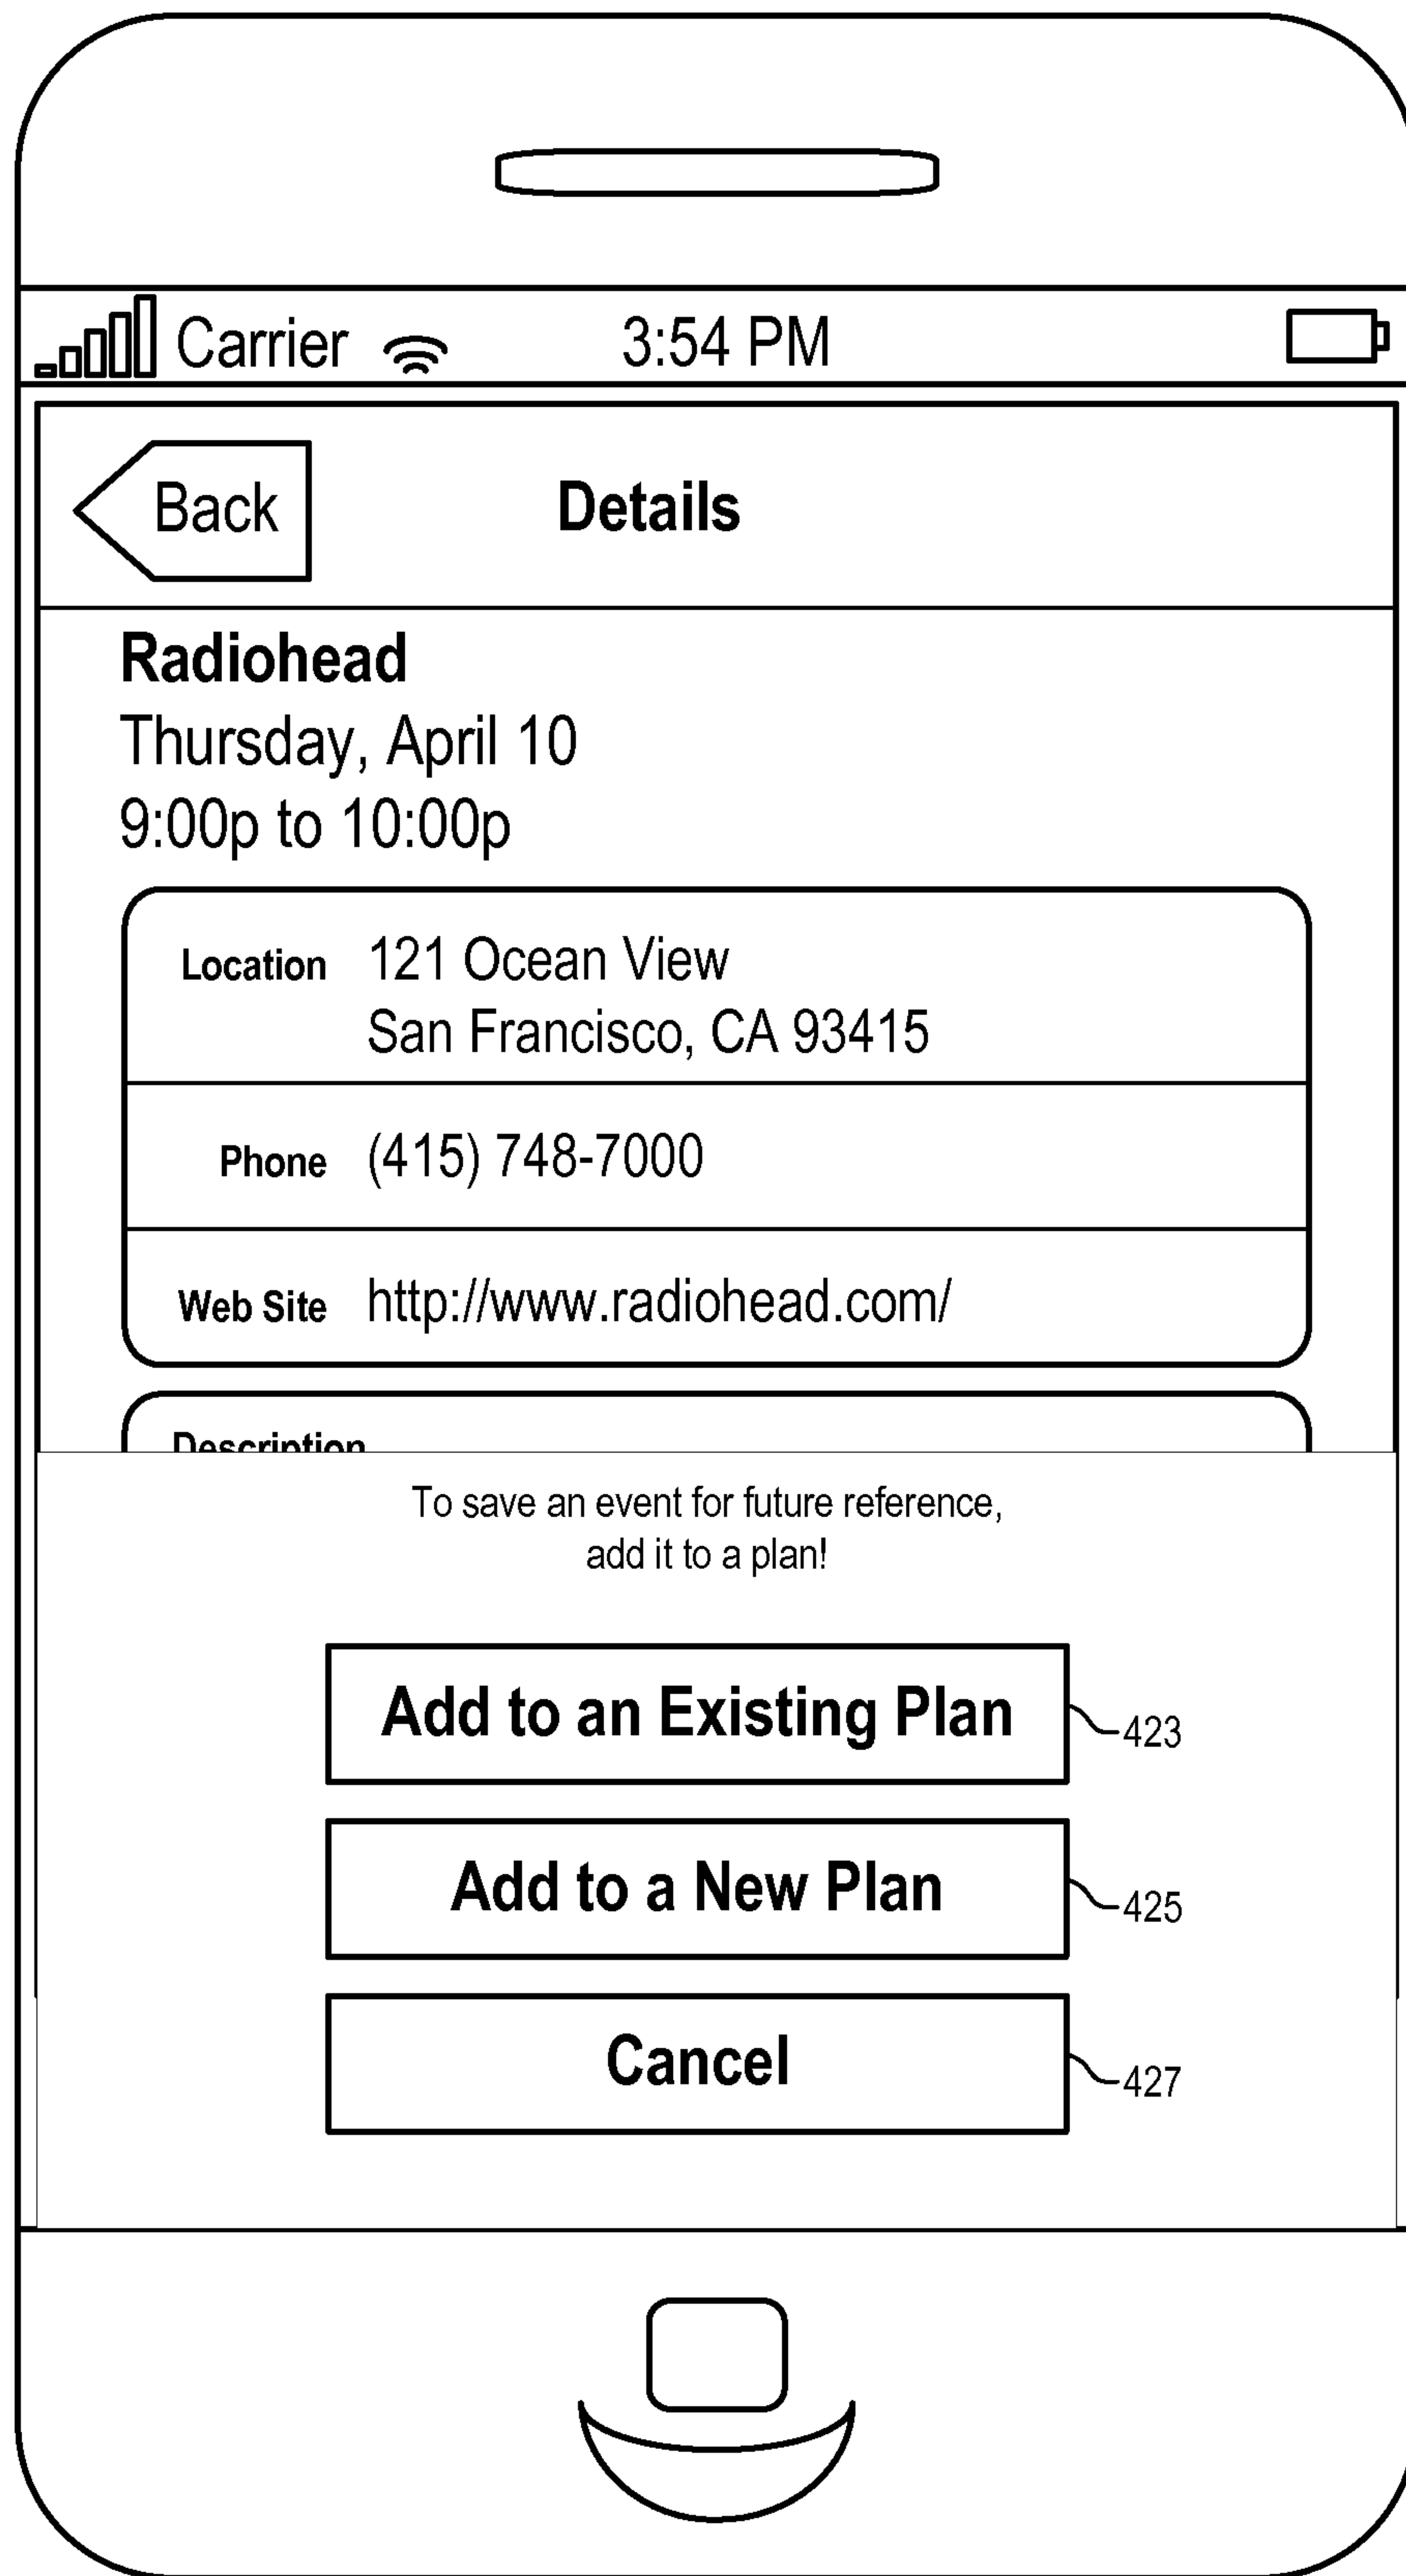 Carrier 3:54 PM
Back Details
Radiohead
Thursday, April 10
9:00p to 10:00p
Location 121 Ocean View
San Francisco, CA 93415
Phone (415) 748-7000
Web Site http://www.radiohead.com/
Description
To save an event for future reference,
add it to a plan!
Add to an Existing Plan 423
Add to a New Plan 425
Cancel 427